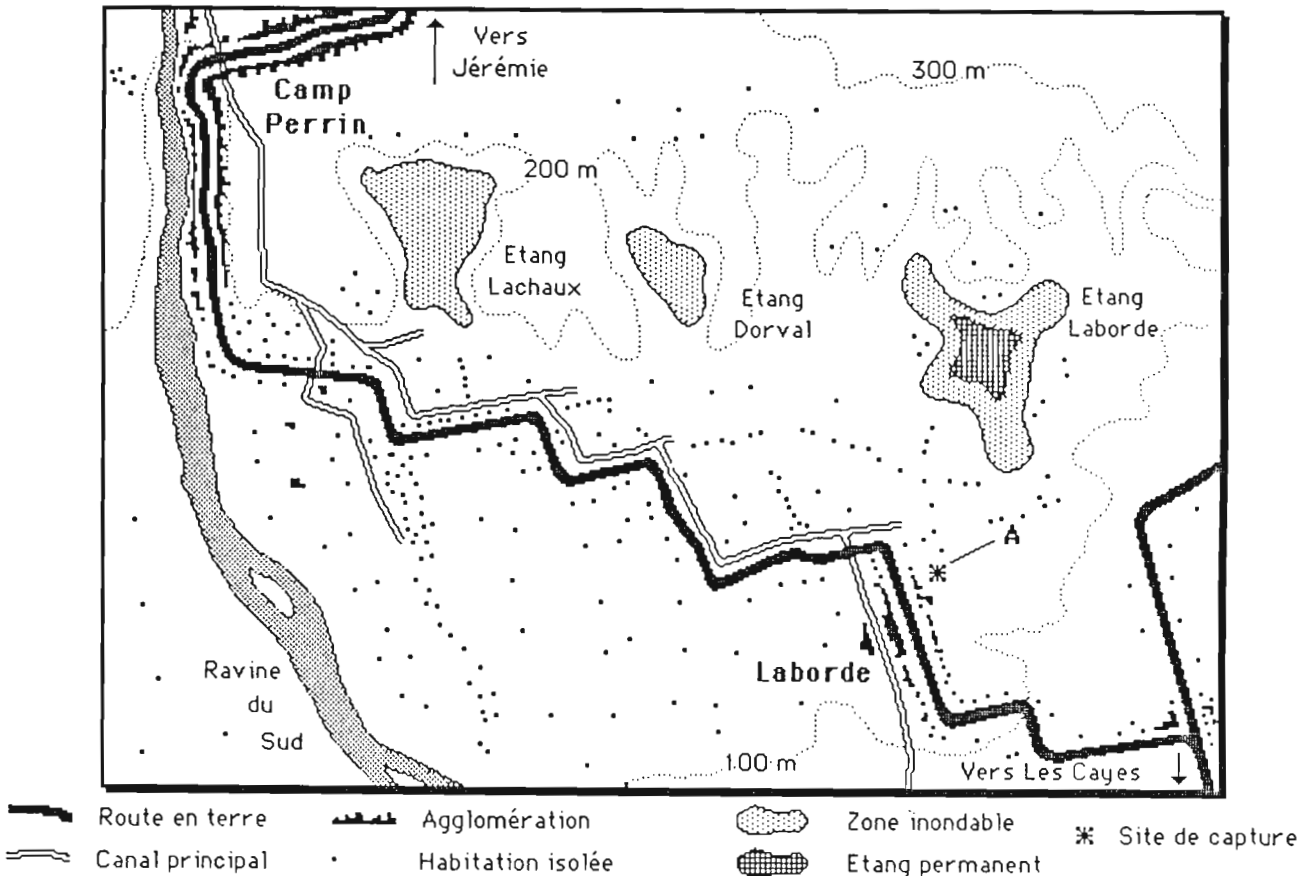 Vers
Jérémie
300 m
Camp
Perrin
200 m
Etang
Lachaux
Etang
Dorval
Etang
Laborde
A
Laborde
Ravine
du
Sud
100 m
Vers Les Cayes
Route en terre
Agglomération
Zone inondable
Site de capture
Canal principal
Habitation isolée
Etang permanent